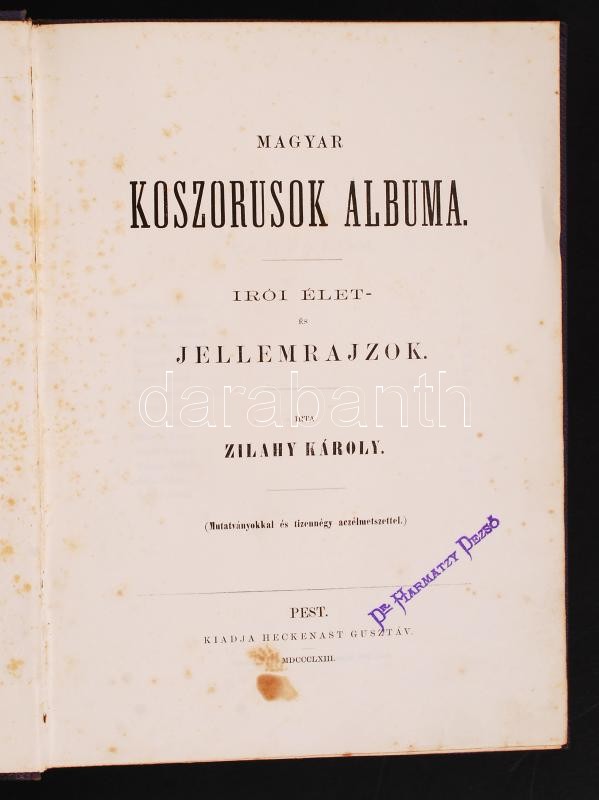 MAGYAR
KOSZORUSOK ALBUMA.
IRÓI ÉLET-
ÉS
JELLEMRAJZOK.
darabanth
IRTA
ZILAHY KÁROLY.
(Mutatványokkal és tizennégy aczélmetszettel.)
DR. HARMATZY DEZSŐ
PEST.
KIADJA HECKENAST GUSZTÁV.
MDCCCLXIII.